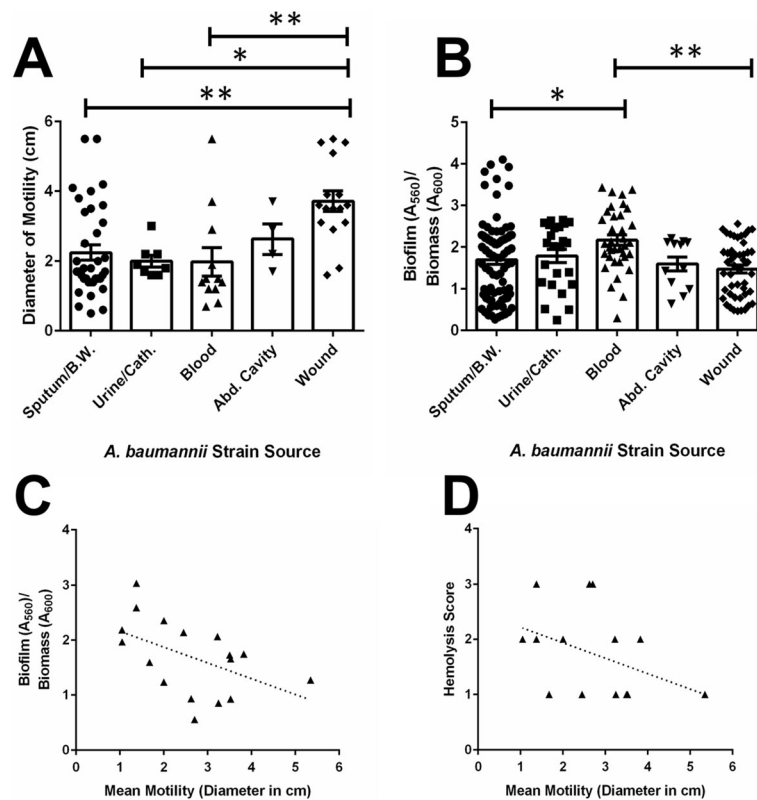 A
**
*
**
Diameter of Motility (cm)
6
4
2
0
Sputum/B.W.
Urine/Cath.
Blood
Abd. Cavity
Wound
A. baumannii Strain Source
B
**
*
Biofilm (A560)/
Biomass (A600)
5
4
3
2
1
0
Sputum/B.W.
Urine/Cath.
Blood
Abd. Cavity
Wound
A. baumannii Strain Source
C
Biofilm (A560)/
Biomass (A600)
4
3
2
1
0
0 1 2 3 4 5 6
Mean Motility (Diameter in cm)
D
Hemolysis Score
4
3
2
1
0
0 1 2 3 4 5 6
Mean Motility (Diameter in cm)